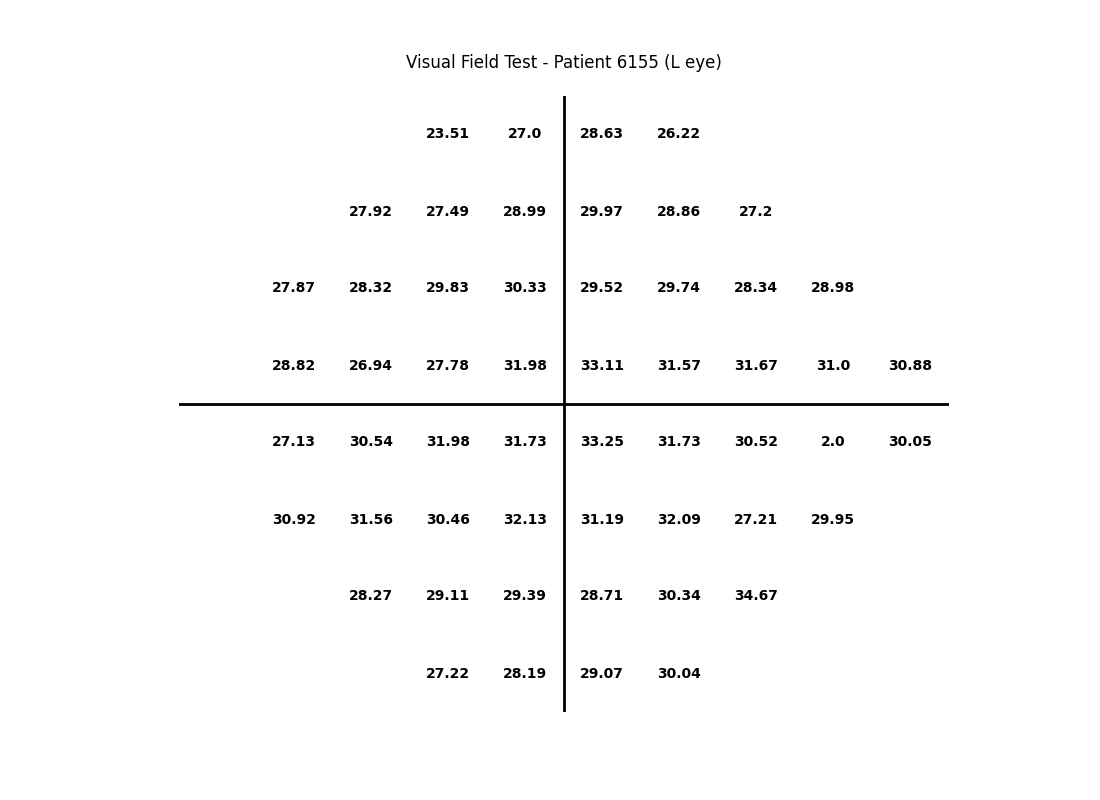 Visual Field Test - Patient 6155 (L eye)
23.51 27.0 28.63 26.22
27.92 27.49 28.99 29.97 28.86 27.2
27.87 28.32 29.83 30.33 29.52 29.74 28.34 28.98
28.82 26.94 27.78 31.98 33.11 31.57 31.67 31.0 30.88
27.13 30.54 31.98 31.73 33.25 31.73 30.52 2.0 30.05
30.92 31.56 30.46 32.13 31.19 32.09 27.21 29.95
28.27 29.11 29.39 28.71 30.34 34.67
27.22 28.19 29.07 30.04